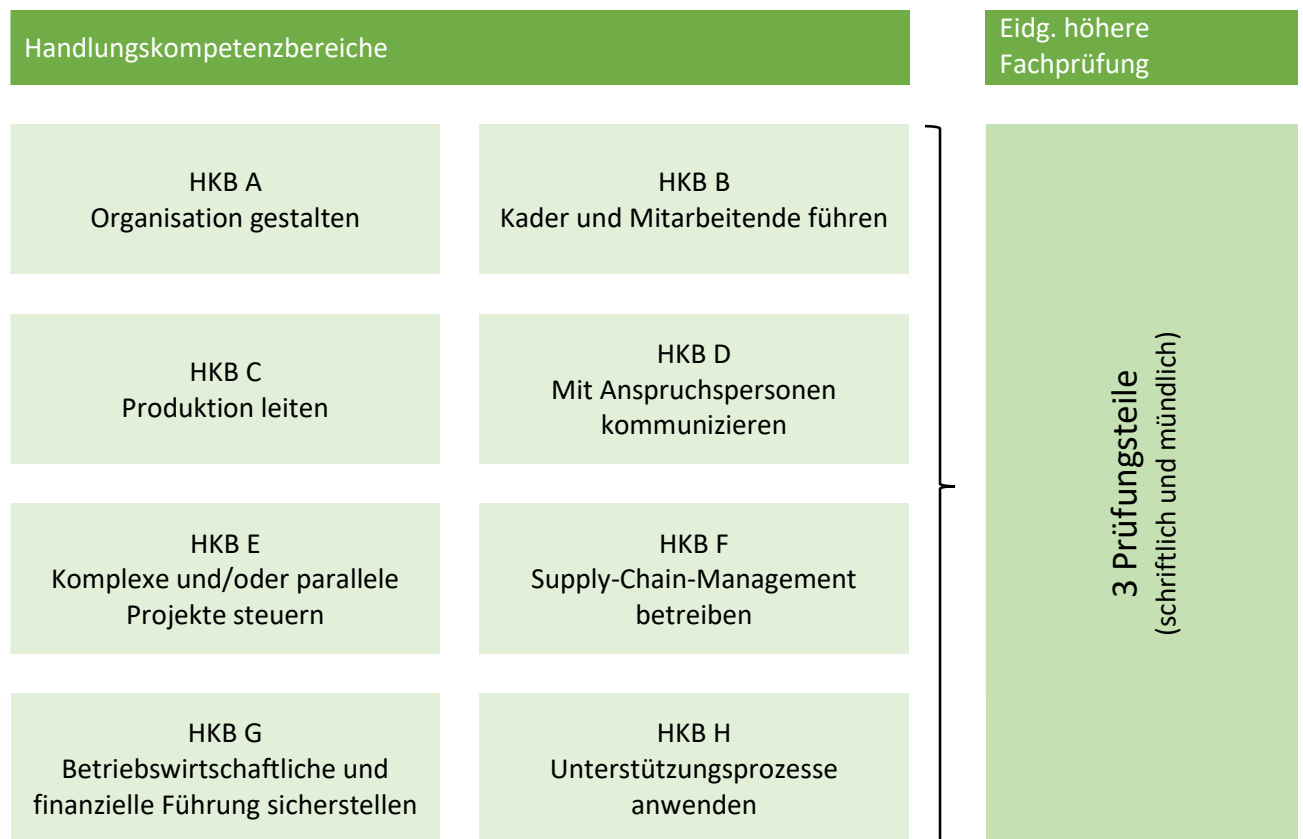 Handlungskompetenzbereiche
Eidg. höhere
Fachprüfung
HKB A
Organisation gestalten
HKB B
Kader und Mitarbeitende führen
HKB C
Produktion leiten
HKB D
Mit Anspruchspersonen
kommunizieren
HKB E
Komplexe und/oder parallele
Projekte steuern
HKB F
Supply-Chain-Management
betreiben
HKB G
Betriebswirtschaftliche und
finanzielle Führung sicherstellen
HKB H
Unterstützungsprozesse
anwenden
3 Prüfungsteile
(schriftlich und mündlich)